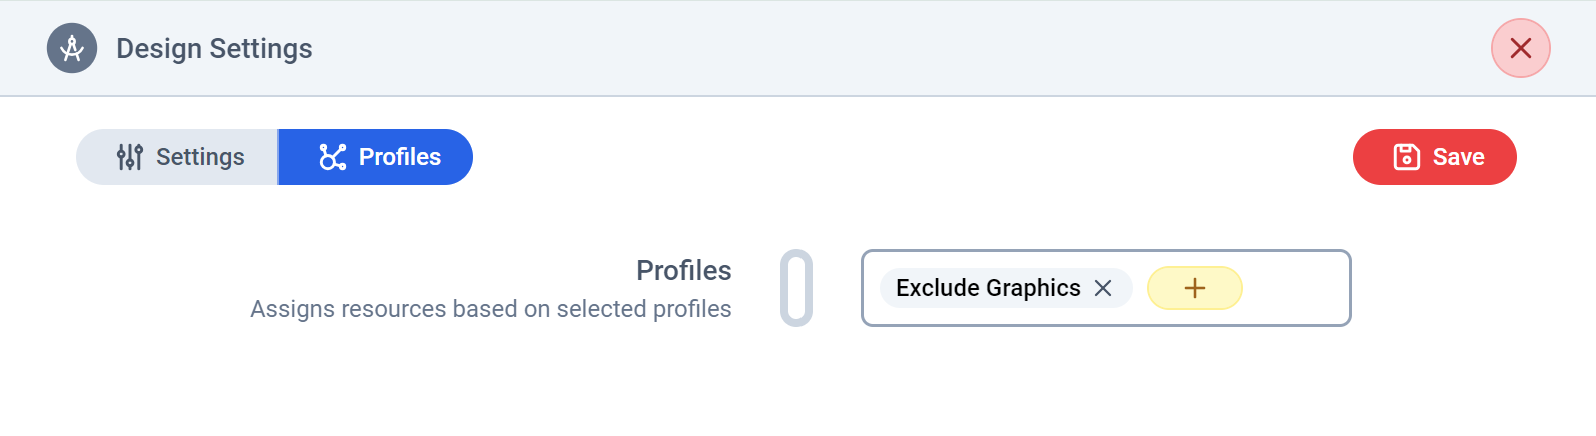 Design Settings
Settings
Profiles
Save
Profiles
Assigns resources based on selected profiles
Exclude Graphics